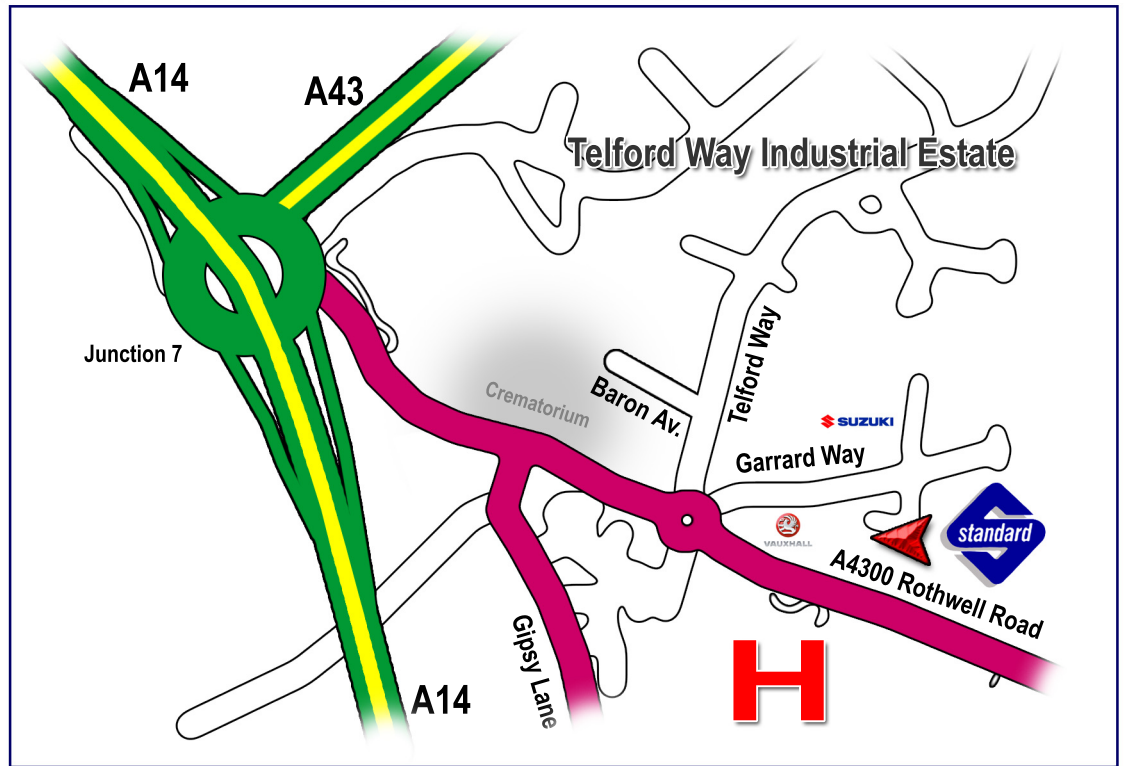 A14
A43
Telford Way Industrial Estate
Junction 7
Crematorium
Baron Av.
Telford Way
SUZUKI
Garrard Way
VAUXHALL
standard
A4300 Rothwell Road
Gipsy Lane
H
A14